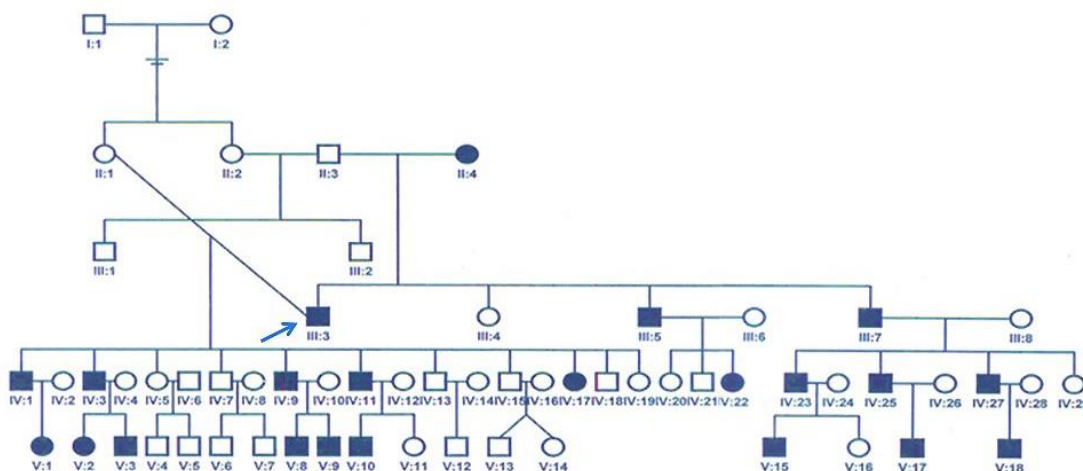 I:1 I:2
II:1 II:2 II:3 II:4
III:1 III:2
III:3 III:4 III:5 III:6 III:7 III:8
IV:1 IV:2 IV:3 IV:4 IV:5 IV:6 IV:7 IV:8 IV:9 IV:10 IV:11 IV:12 IV:13 IV:14 IV:15 IV:16 IV:17 IV:18 IV:19 IV:20 IV:21 IV:22 IV:23 IV:24 IV:25 IV:26 IV:27 IV:28 IV:2
V:1 V:2 V:3 V:4 V:5 V:6 V:7 V:8 V:9 V:10 V:11 V:12 V:13 V:14 V:15 V:16 V:17 V:18